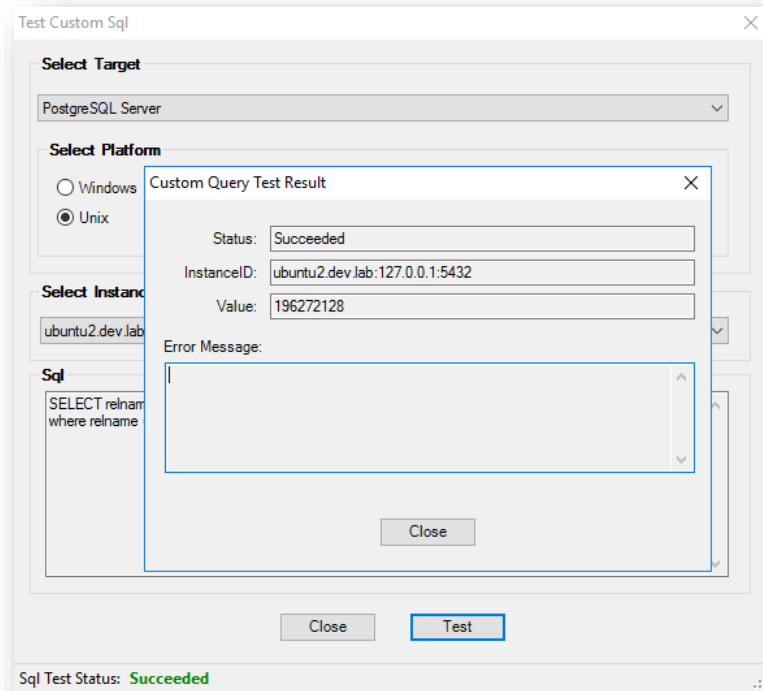 Test Custom Sql
Select Target
PostgreSQL Server
Select Platform
Windows
Unix
Custom Query Test Result
Status: Succeeded
InstanceID: ubuntu2.dev.lab:127.0.0.1:5432
Value: 196272128
Error Message:
Close
Select Instanc
ubuntu2.dev.lab
Sql
SELECT relnam
where relname
Close Test
Sql Test Status: Succeeded